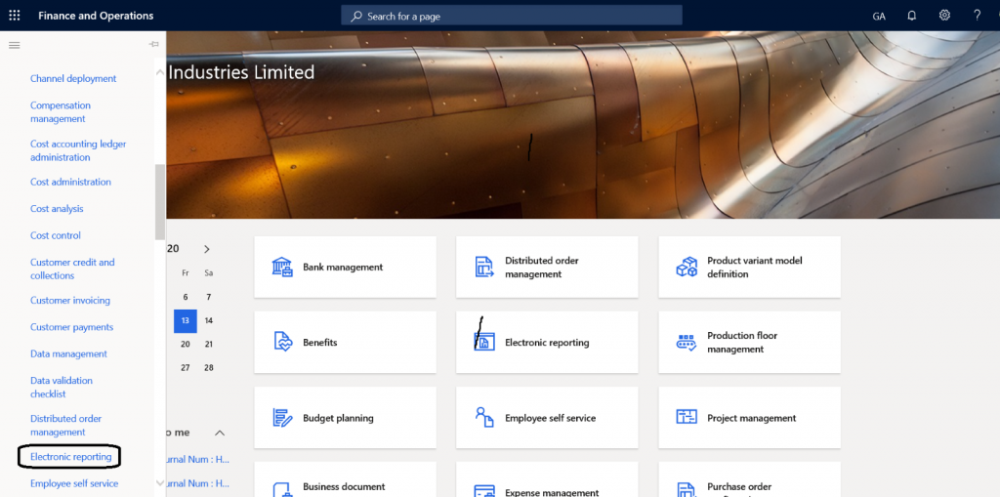 Finance and Operations
Search for a page
GA
?
Industries Limited
Channel deployment
Compensation
management
Cost accounting ledger
administration
Cost administration
Cost analysis
Cost control
Customer credit and
collections
Customer invoicing
Customer payments
Data management
Data validation
checklist
Distributed order
management
Electronic reporting
Employee self service
20
Fr Sa
6 7
13 14
20 21
27 28
o me
urnal Num : H...
urnal Num : H...
Bank management
Distributed order
management
Product variant model
definition
Benefits
Electronic reporting
Production floor
management
Budget planning
Employee self service
Project management
Business document
Expense management
Purchase order